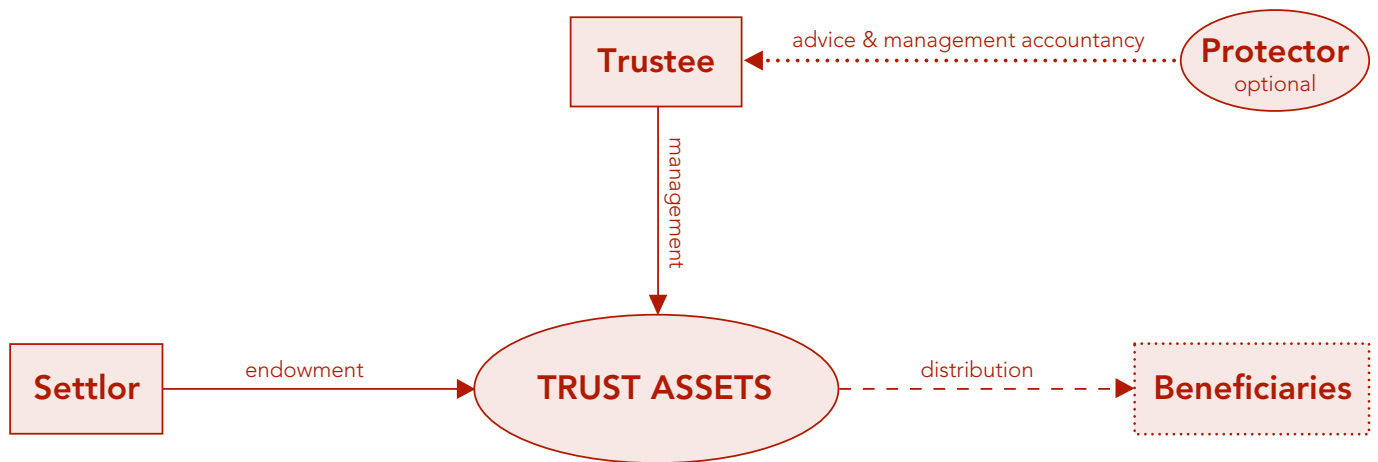 Trustee
advice & management accountancy
Protector
optional
management
Settlor
endowment
TRUST ASSETS
distribution
Beneficiaries